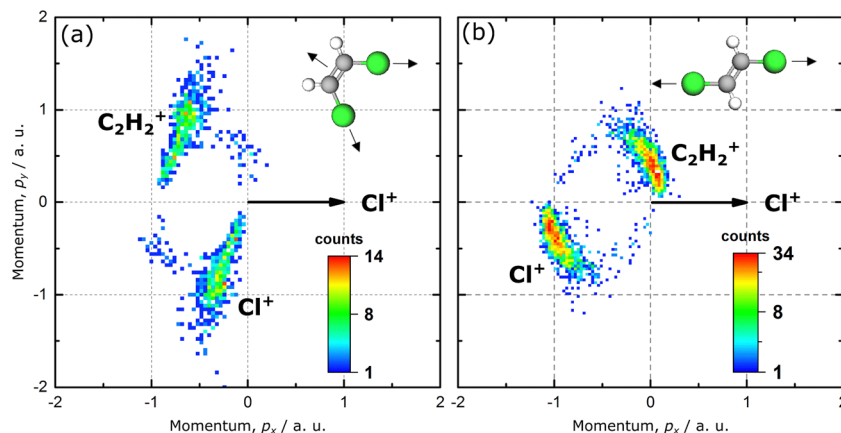 (a)
C₂H₂⁺
Cl⁺
Cl⁺
counts
14
8
1
2
1
0
-1
-2
Momentum, pᵧ / a. u.
-2 -1 0 1 2
Momentum, pₓ / a. u.
(b)
C₂H₂⁺
Cl⁺
Cl⁺
counts
34
8
1
-2 -1 0 1 2
Momentum, pₓ / a. u.